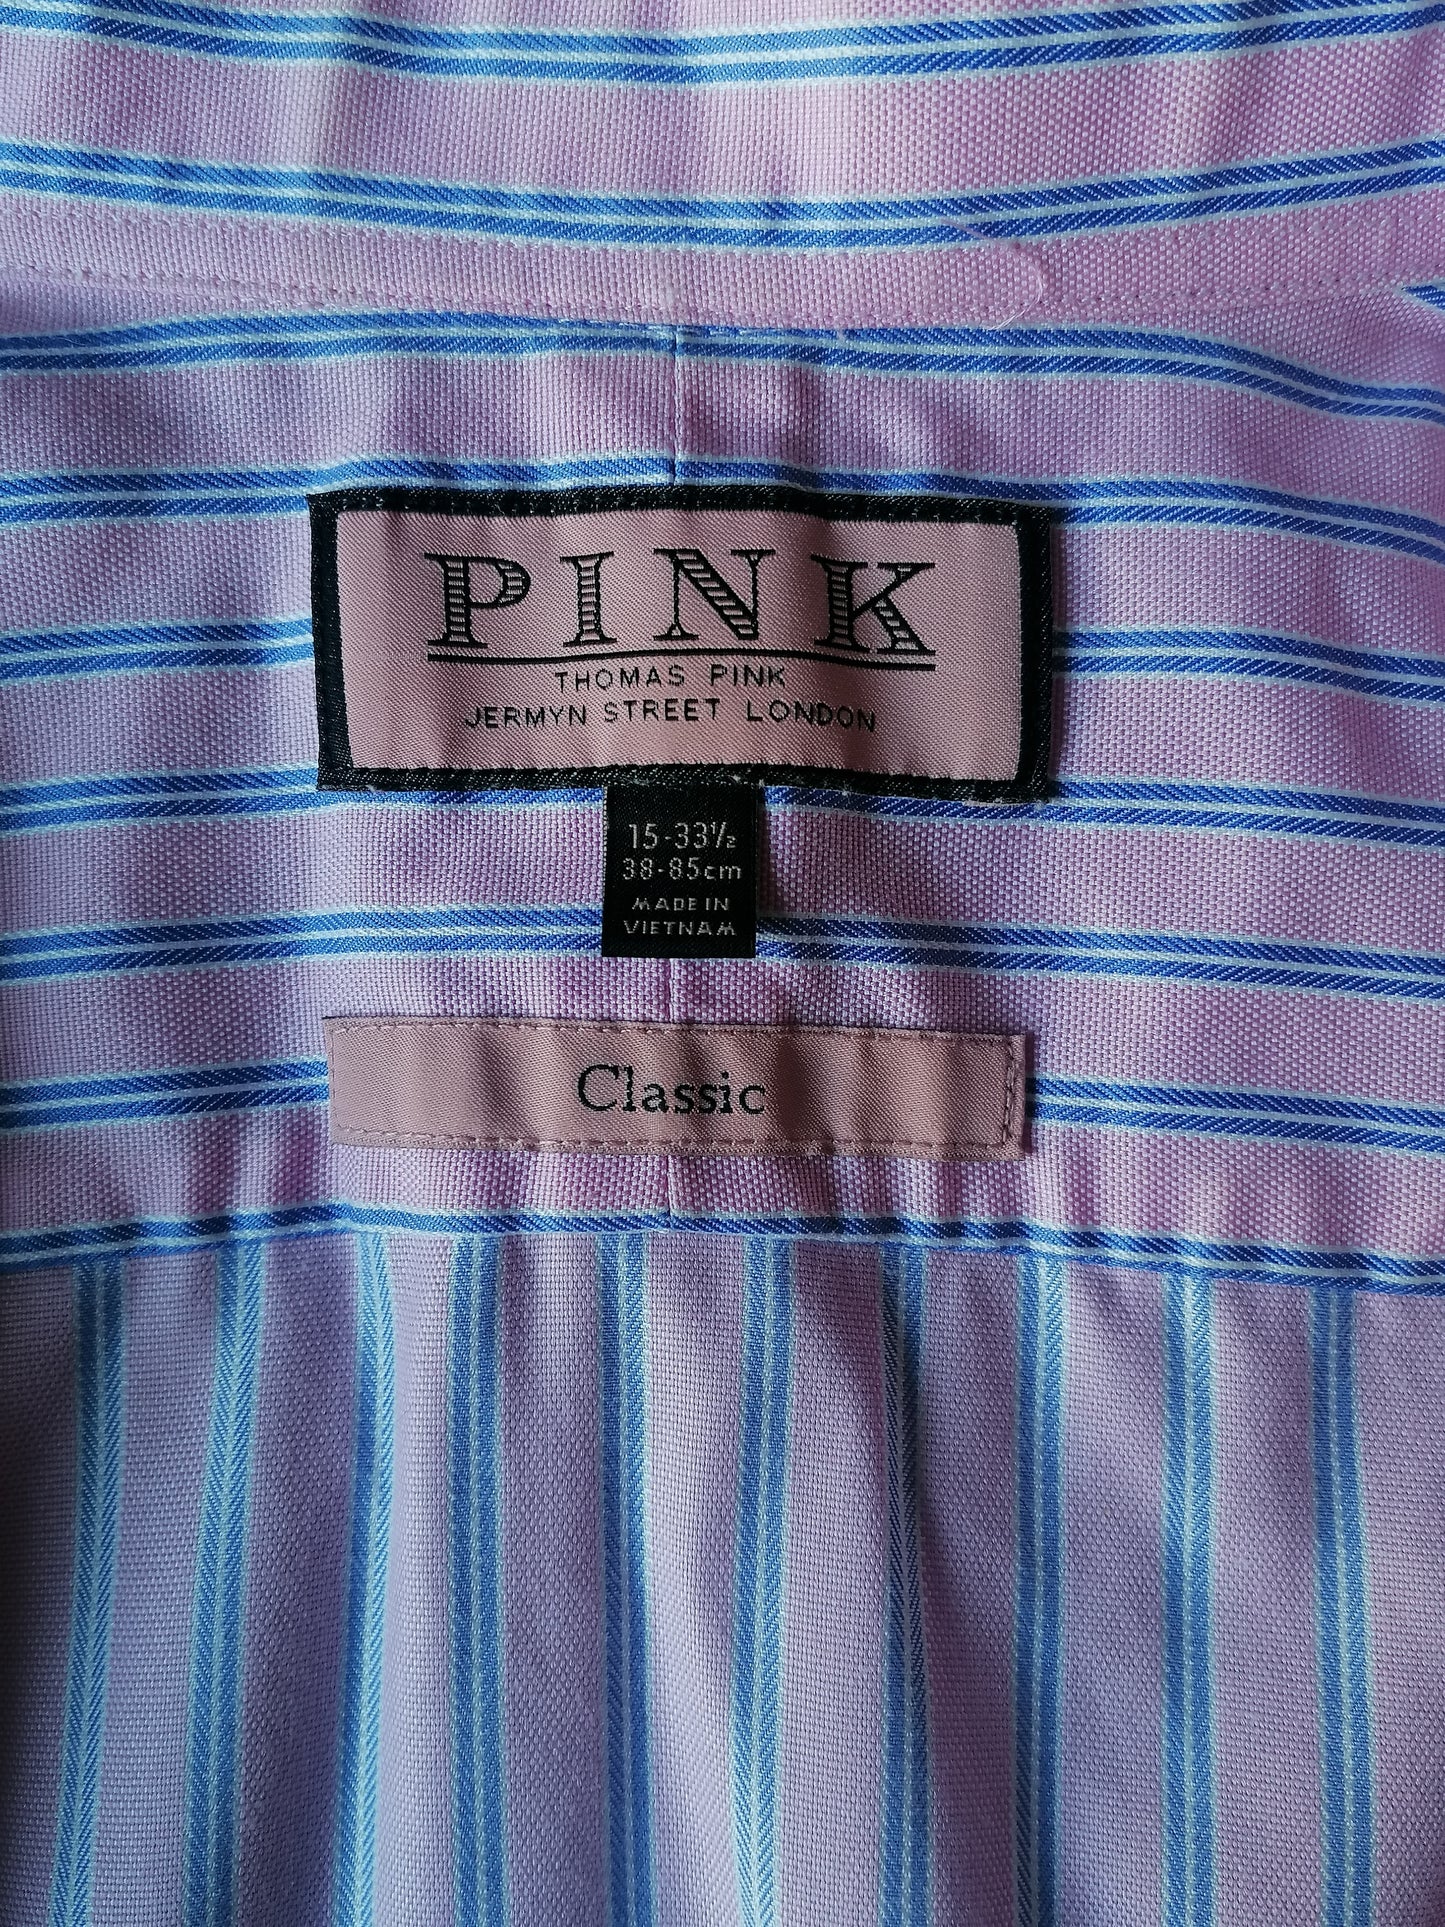 PINK
THOMAS PINK
JERMYN STREET LONDON
15-33½
38-85cm
MADE IN
VIETNAM
Classic